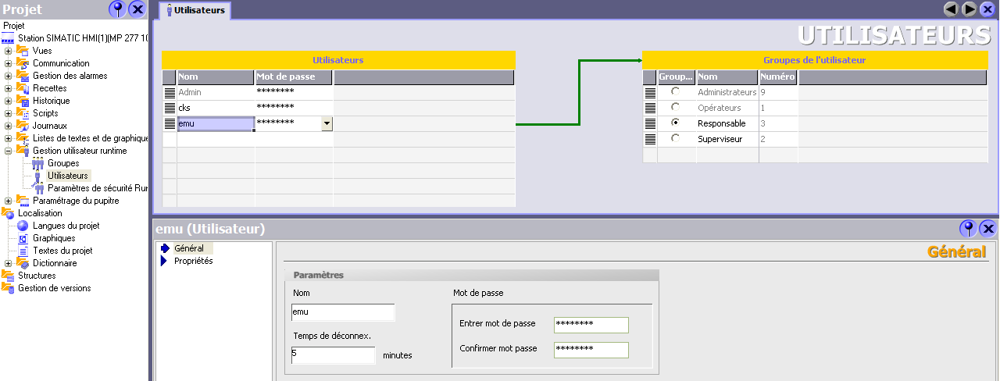 Projet
Projet
Station SIMATIC HMI(1)(MP 277 10
Vues
Communication
Gestion des alarmes
Recettes
Historique
Scripts
Journaux
Listes de textes et de graphique
Gestion utilisateur runtime
Groupes
Utilisateurs
Paramètres de sécurité Run
Paramétrage du pupitre
Localisation
Langues du projet
Graphiques
Textes du projet
Dictionnaire
Structures
Gestion de versions
Utilisateurs
UTILISATEURS
Utilisateurs
Nom Mot de passe
Admin ********
cks ********
emu ********
Groupes de l'utilisateur
Group... Nom Numéro
Administrateurs 9
Opérateurs 1
Responsable 3
Superviseur 2
emu (Utilisateur)
Général
Propriétés
Général
Paramètres
Nom
emu
Temps de déconnex.
5 minutes
Mot de passe
Entrer mot de passe ********
Confirmer mot passe ********